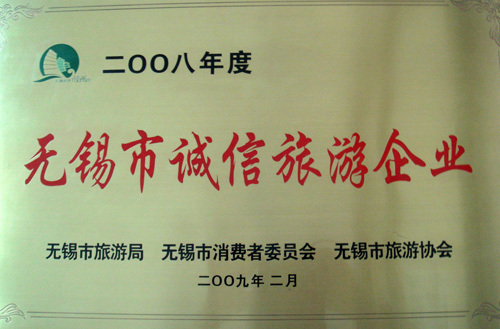 二〇〇八年度
无锡市诚信旅游企业
无锡市旅游局 无锡市消费者委员会 无锡市旅游协会
二〇〇九年 二月